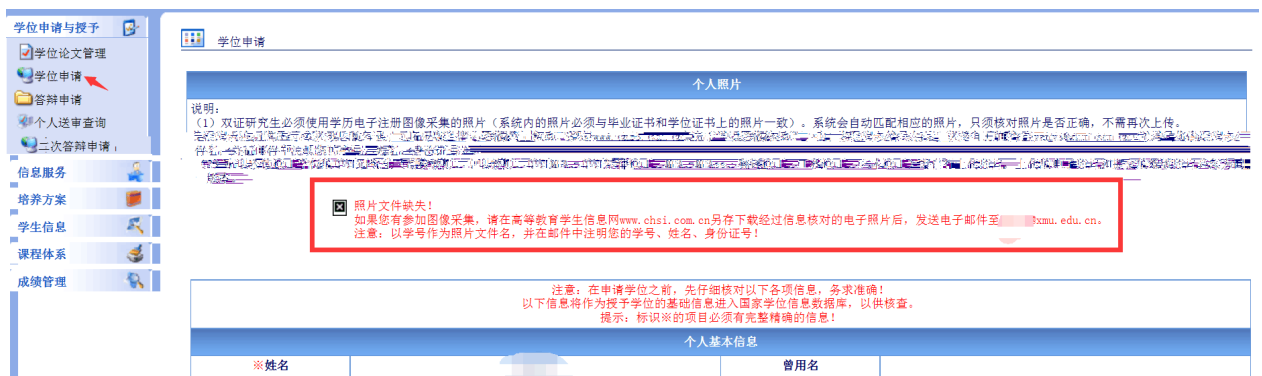 学位申请与授予
学位论文管理
学位申请
答辩申请
个人送审查询
二次答辩申请
信息服务
培养方案
学生信息
课程体系
成绩管理
学位申请
个人照片
说明：
（1）双证研究生必须使用学历电子注册图像采集的照片（系统内的照片必须与毕业证书和学位证书上的照片一致）。系统会自动匹配相应的照片，只须核对照片是否正确，不需再次上传。
照片文件缺失！
如果您有参加图像采集，请在高等教育学生信息网www.chsi.com.cn另存下载经过信息核对的电子照片后，发送电子邮件至 xmu.edu.cn。
注意：以学号作为照片文件名，并在邮件中注明您的学号、姓名、身份证号！
注意：在申请学位之前，先仔细核对以下各项信息，务求准确！
以下信息将作为授予学位的基础信息进入国家学位信息数据库，以供核查。
提示：标识※的项目必须有完整精确的信息！
个人基本信息
※姓名
曾用名